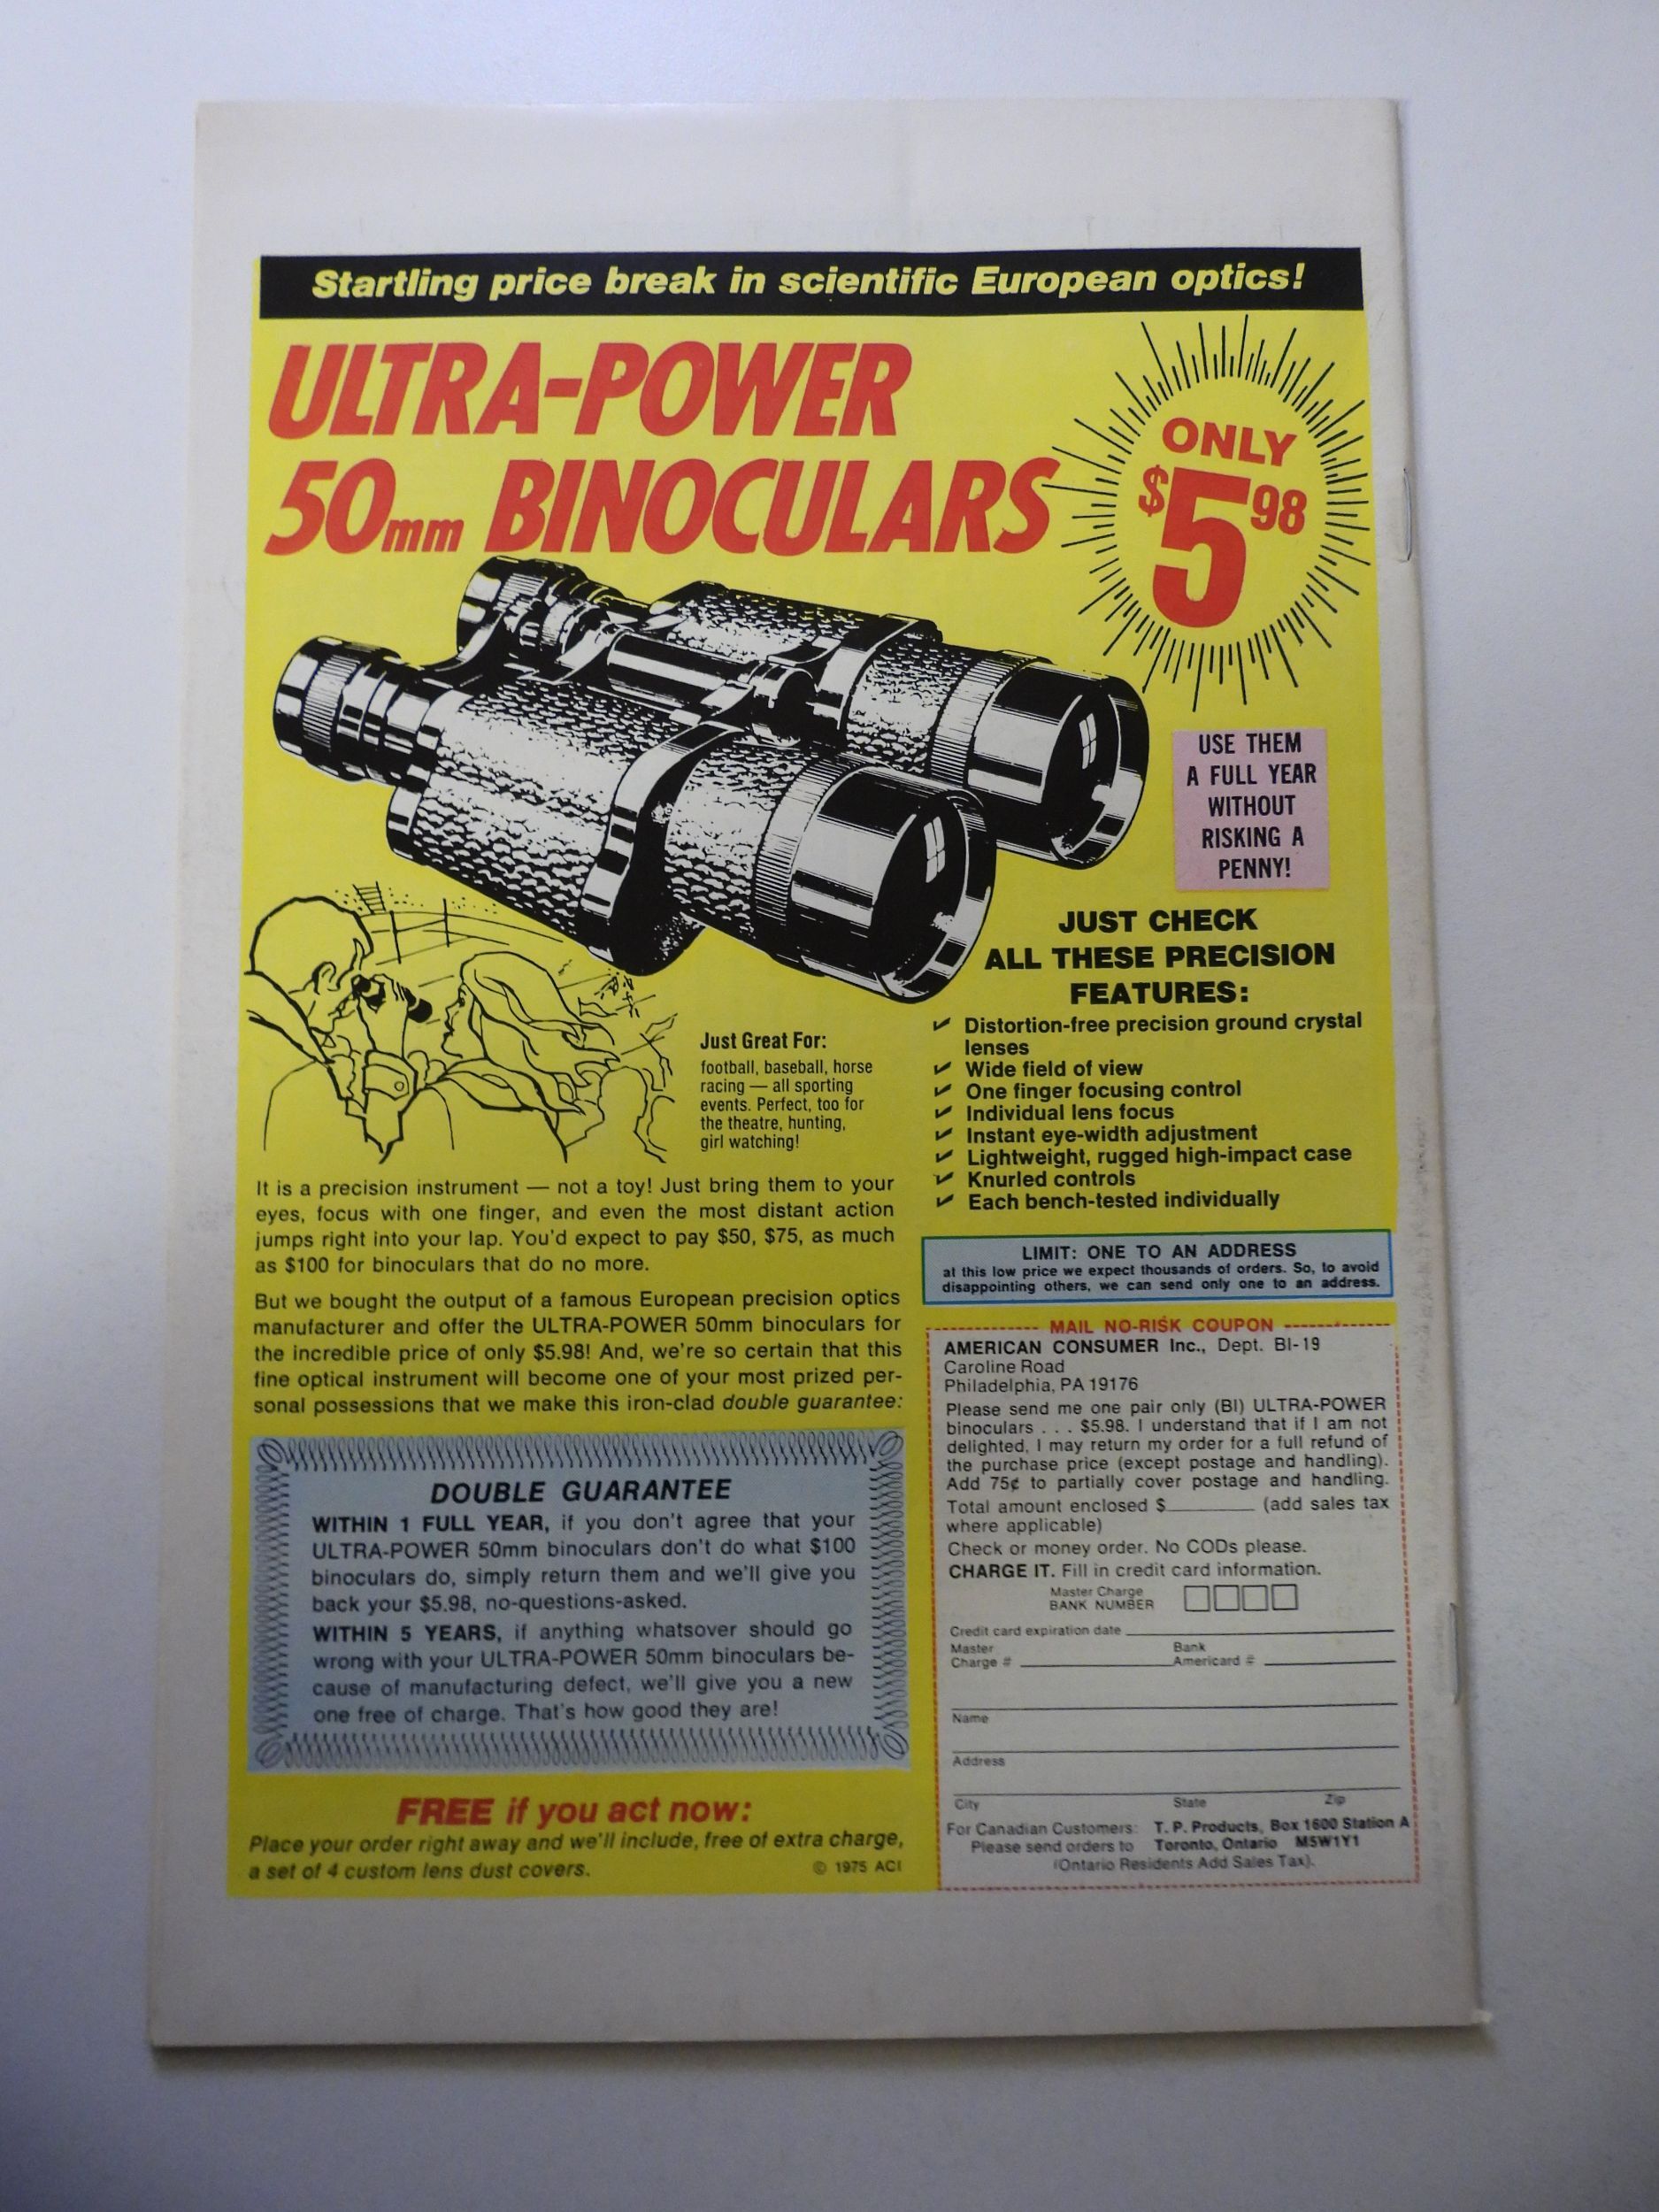 Startling price break in scientific European optics!
ULTRA-POWER
50mm BINOCULARS
ONLY
$5 98
USE THEM
A FULL YEAR
WITHOUT
RISKING A
PENNY!
JUST CHECK
ALL THESE PRECISION
FEATURES:
✔ Distortion-free precision ground crystal
lenses
✔ Wide field of view
✔ One finger focusing control
✔ Individual lens focus
✔ Instant eye-width adjustment
✔ Lightweight, rugged high-impact case
✔ Knurled controls
✔ Each bench-tested individually
Just Great For:
football, baseball, horse
racing — all sporting
events. Perfect, too for
the theatre, hunting,
girl watching!
It is a precision instrument — not a toy! Just bring them to your
eyes, focus with one finger, and even the most distant action
jumps right into your lap. You'd expect to pay $50, $75, as much
as $100 for binoculars that do no more.
But we bought the output of a famous European precision optics
manufacturer and offer the ULTRA-POWER 50mm binoculars for
the incredible price of only $5.98! And, we're so certain that this
fine optical instrument will become one of your most prized per-
sonal possessions that we make this iron-clad double guarantee:
DOUBLE GUARANTEE
WITHIN 1 FULL YEAR, if you don't agree that your
ULTRA-POWER 50mm binoculars don't do what $100
binoculars do, simply return them and we'll give you
back your $5.98, no-questions-asked.
WITHIN 5 YEARS, if anything whatsover should go
wrong with your ULTRA-POWER 50mm binoculars be-
cause of manufacturing defect, we'll give you a new
one free of charge. That's how good they are!
FREE if you act now:
Place your order right away and we'll include, free of extra charge,
a set of 4 custom lens dust covers.
© 1975 ACI
LIMIT: ONE TO AN ADDRESS
at this low price we expect thousands of orders. So, to avoid
disappointing others, we can send only one to an address.
MAIL NO-RISK COUPON
AMERICAN CONSUMER Inc., Dept. BI-19
Caroline Road
Philadelphia, PA 19176
Please send me one pair only (BI) ULTRA-POWER
binoculars . . . $5.98. I understand that if I am not
delighted, I may return my order for a full refund of
the purchase price (except postage and handling).
Add 75¢ to partially cover postage and handling.
Total amount enclosed $________ (add sales tax
where applicable)
Check or money order. No CODs please.
CHARGE IT. Fill in credit card information.
Master Charge
BANK NUMBER
Credit card expiration date
Master
Charge #
Bank
Americard #
Name
Address
City State Zip
For Canadian Customers: T. P. Products, Box 1600 Station A
Please send orders to Toronto, Ontario M5W1Y1
(Ontario Residents Add Sales Tax).